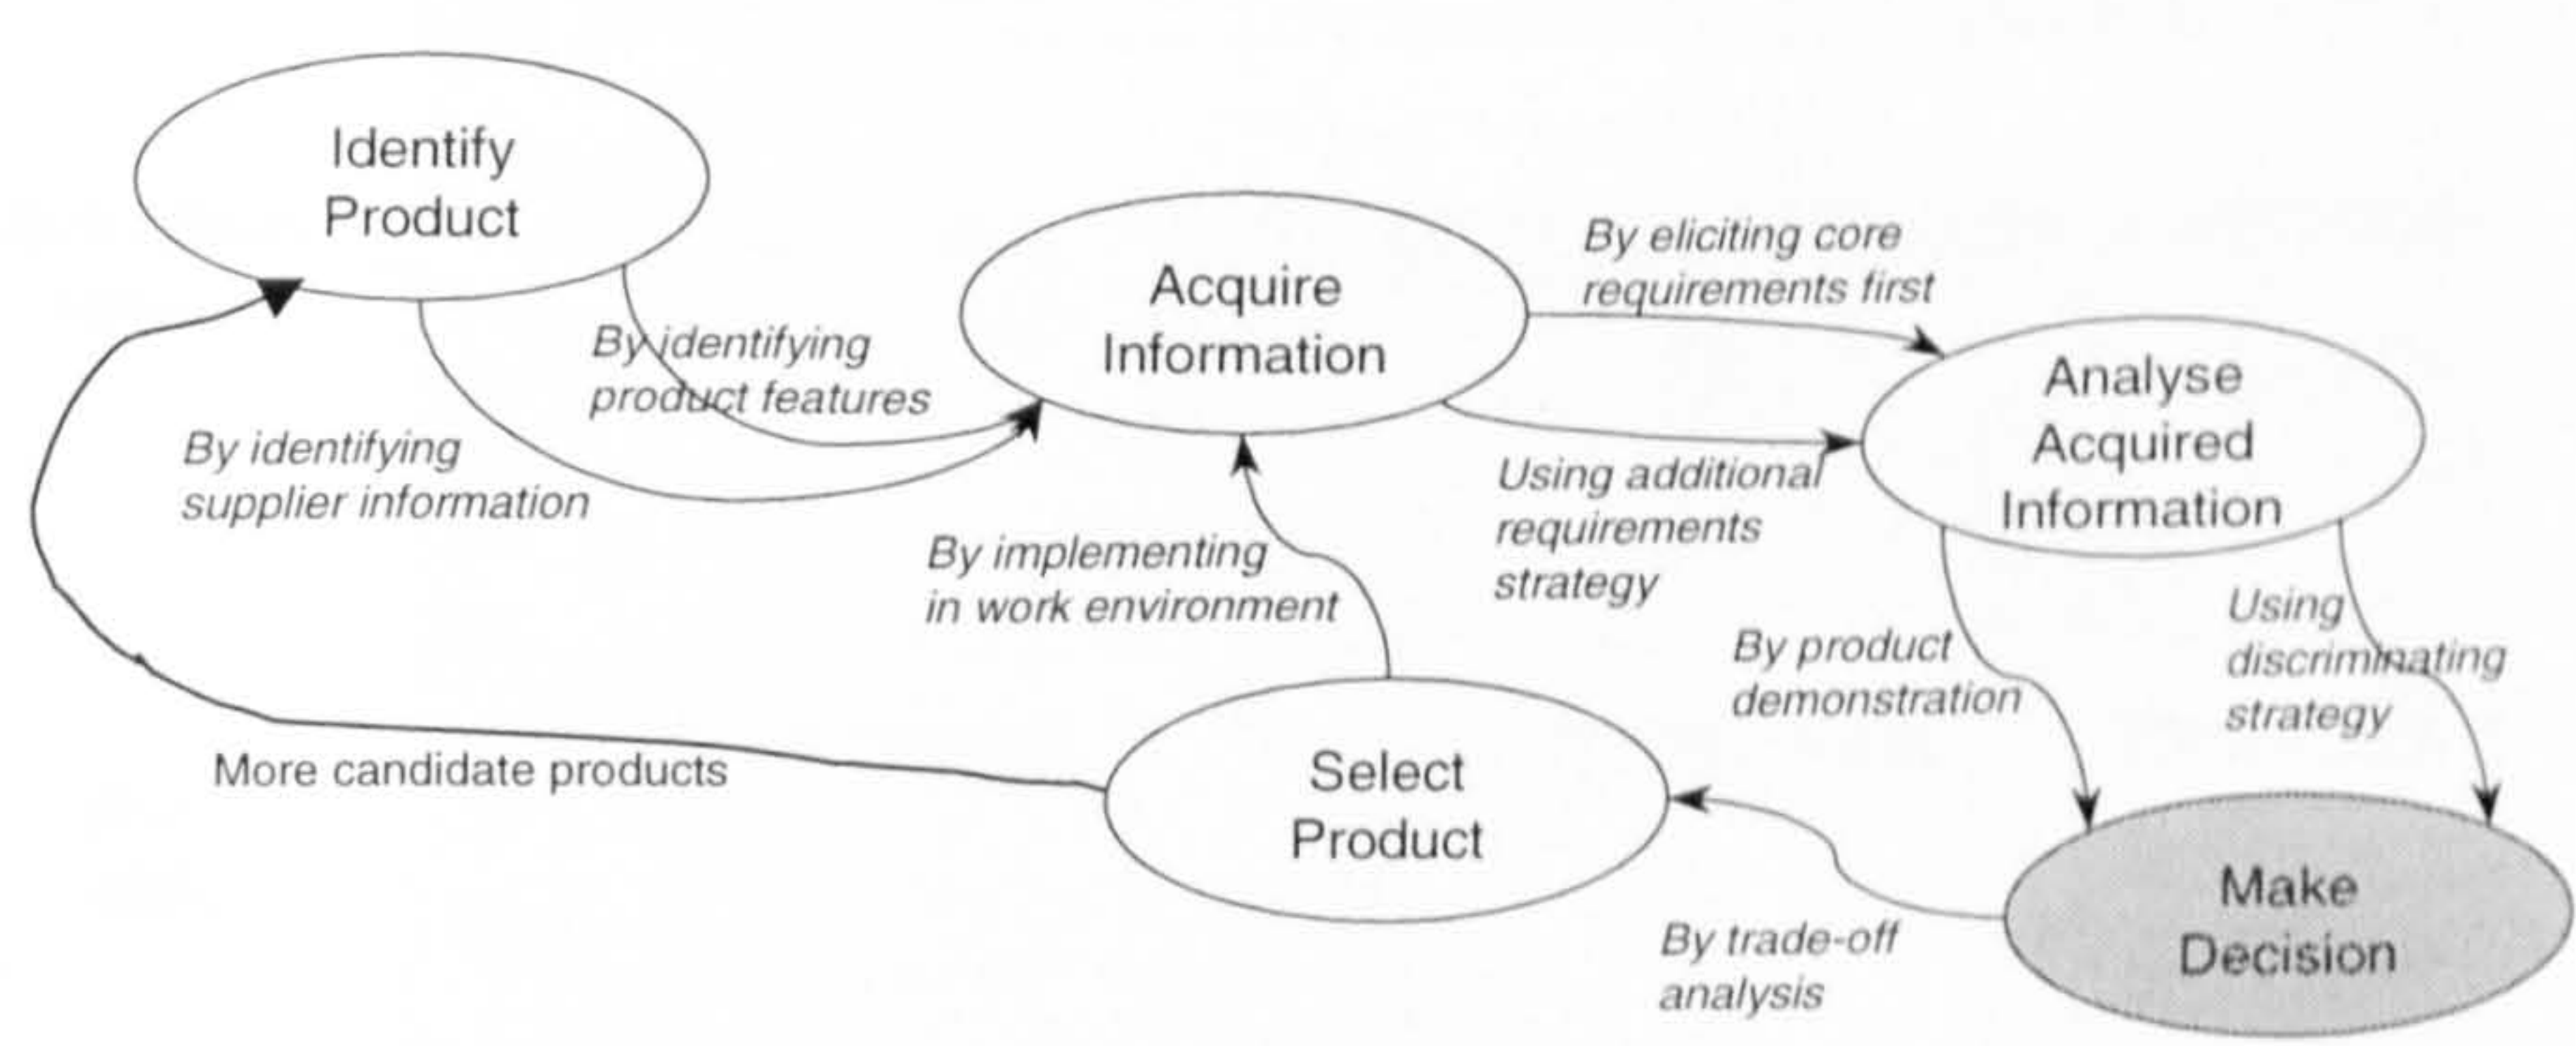 Identify
Product
Acquire
Information
By eliciting core
requirements first
By identifying
product features
Analyse
Acquired
Information
By identifying
supplier information
Using additional
requirements
strategy
By implementing
in work environment
By product
demonstration
Using
discriminating
strategy
More candidate products
Select
Product
Make
Decision
By trade-off
analysis